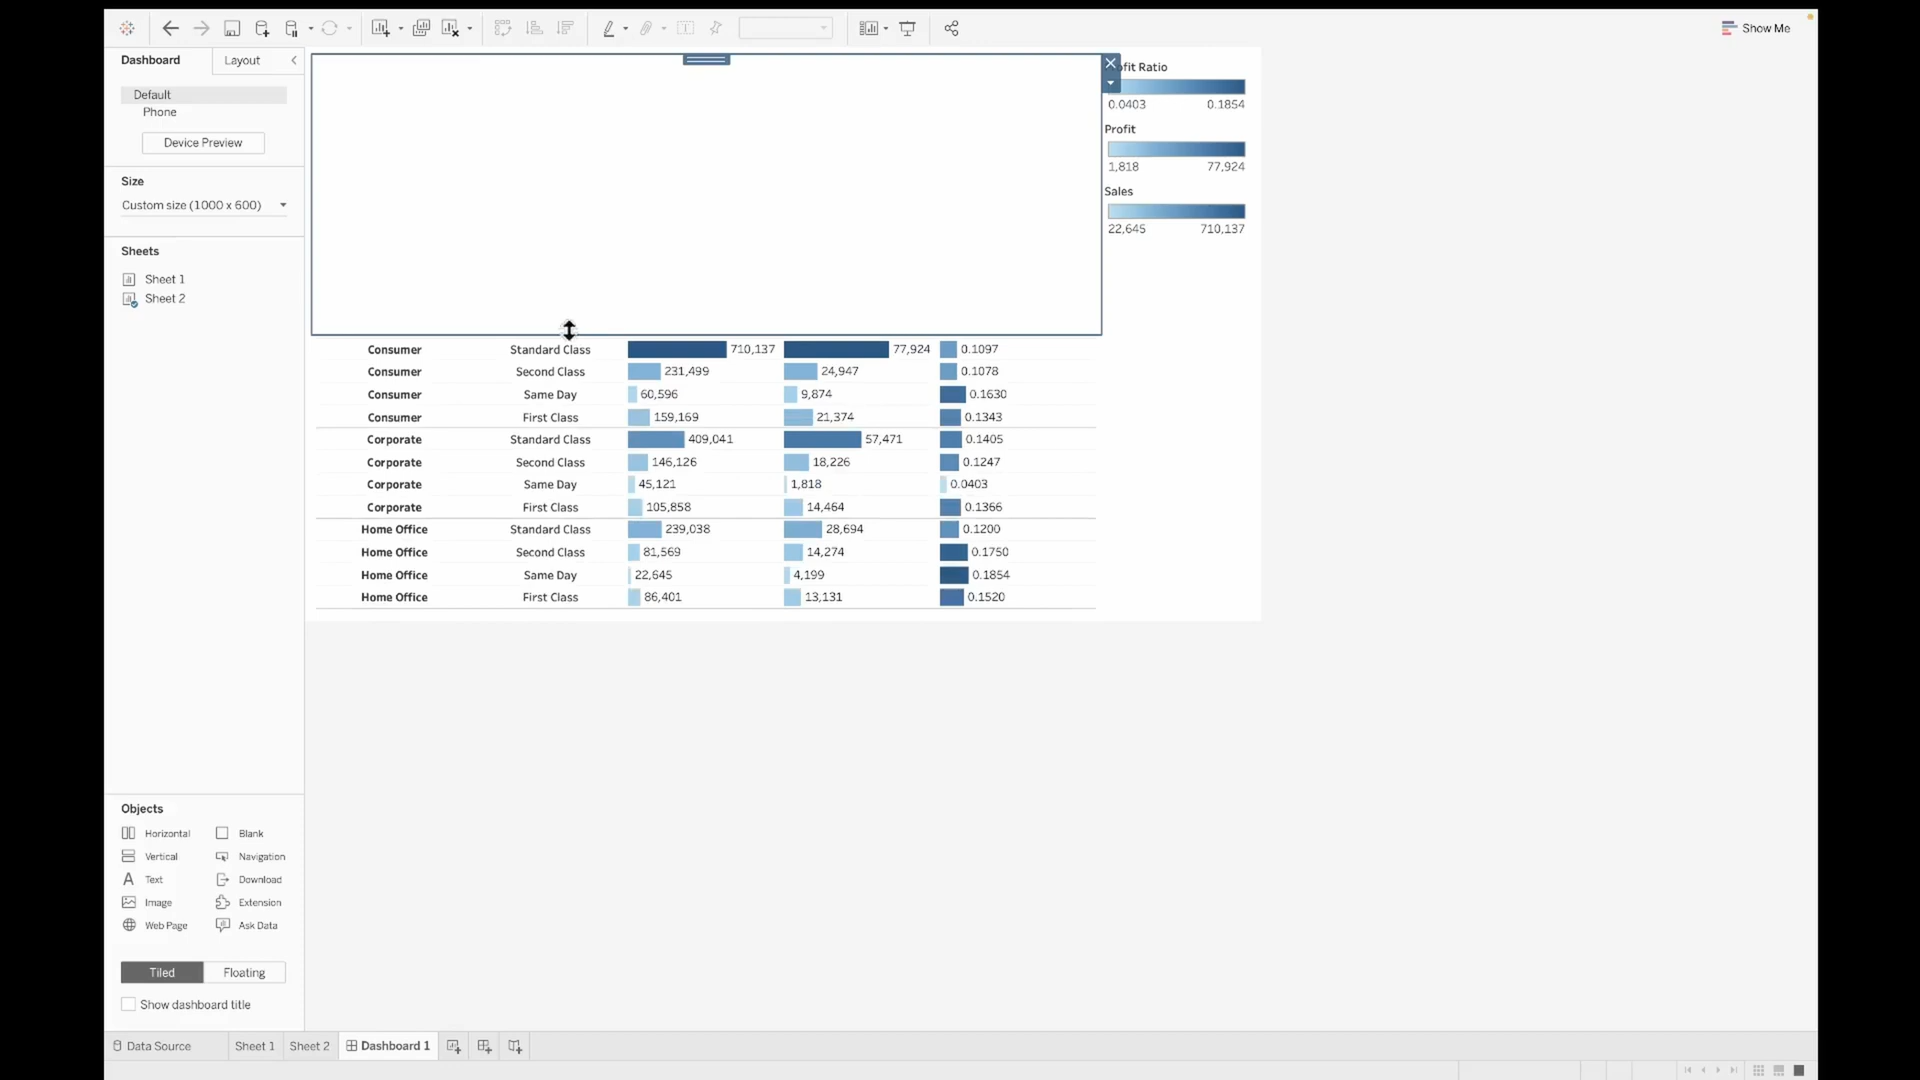 Show Me
Dashboard
Layout
Default
Phone
Device Preview
Size
Custom size (1000 x 600)
Sheets
Sheet 1
Sheet 2
ofit Ratio
0.0403 0.1854
Profit
1,818 77,924
Sales
22,645 710,137
Consumer Standard Class 710,137 77,924 0.1097
Consumer Second Class 231,499 24,947 0.1078
Consumer Same Day 60,596 9,874 0.1630
Consumer First Class 159,169 21,374 0.1343
Corporate Standard Class 409,041 57,471 0.1405
Corporate Second Class 146,126 18,226 0.1247
Corporate Same Day 45,121 1,818 0.0403
Corporate First Class 105,858 14,464 0.1366
Home Office Standard Class 239,038 28,694 0.1200
Home Office Second Class 81,569 14,274 0.1750
Home Office Same Day 22,645 4,199 0.1854
Home Office First Class 86,401 13,131 0.1520
Objects
Horizontal Blank
Vertical Navigation
A Text Download
Image Extension
Web Page Ask Data
Tiled Floating
Show dashboard title
Data Source Sheet 1 Sheet 2 Dashboard 1